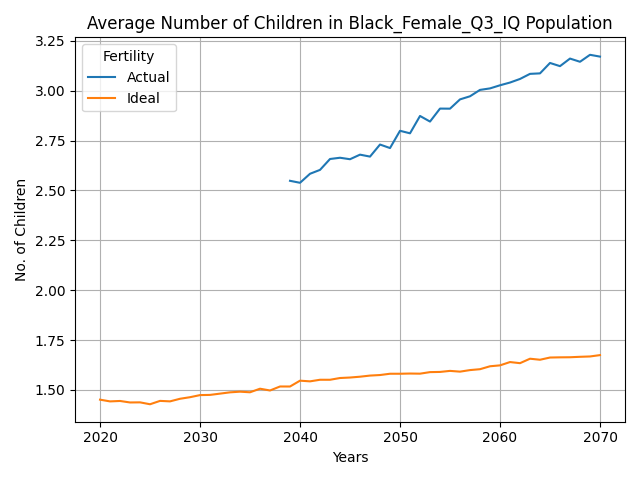 Average Number of Children in Black_Female_Q3_IQ Population
Fertility
Actual
Ideal
No. of Children
3.25
3.00
2.75
2.50
2.25
2.00
1.75
1.50
2020 2030 2040 2050 2060 2070
Years